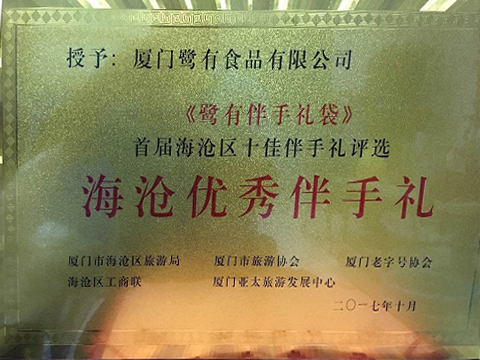 授予：厦门鹭有食品有限公司
《鹭有伴手礼袋》
首届海沧区十佳伴手礼评选
海沧优秀伴手礼
厦门市海沧区旅游局 厦门市旅游协会 厦门老字号协会
海沧区工商联 厦门亚太旅游发展中心
二〇一七年十月